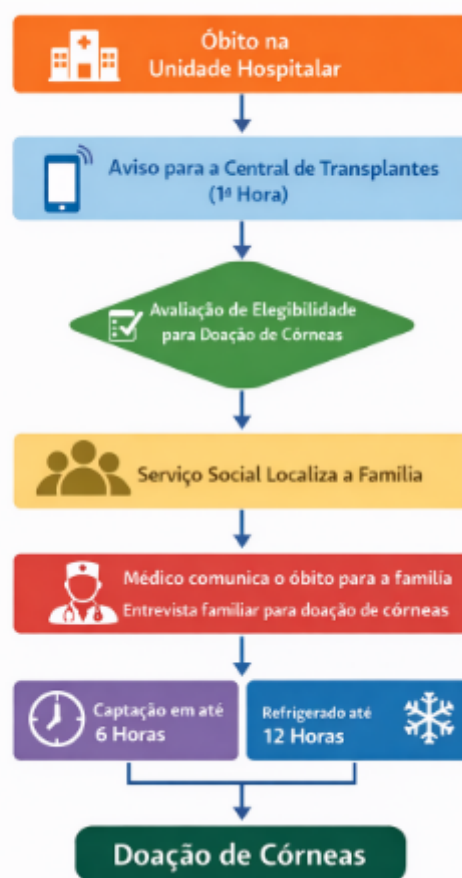 Óbito na
Unidade Hospitalar
Aviso para a Central de Transplantes
(1ª Hora)
Avaliação de Elegibilidade
para Doação de Córneas
Serviço Social Localiza a Família
Médico comunica o óbito para a família
Entrevista familiar para doação de córneas
Captação em até
6 Horas
Refrigerado até
12 Horas
Doação de Córneas